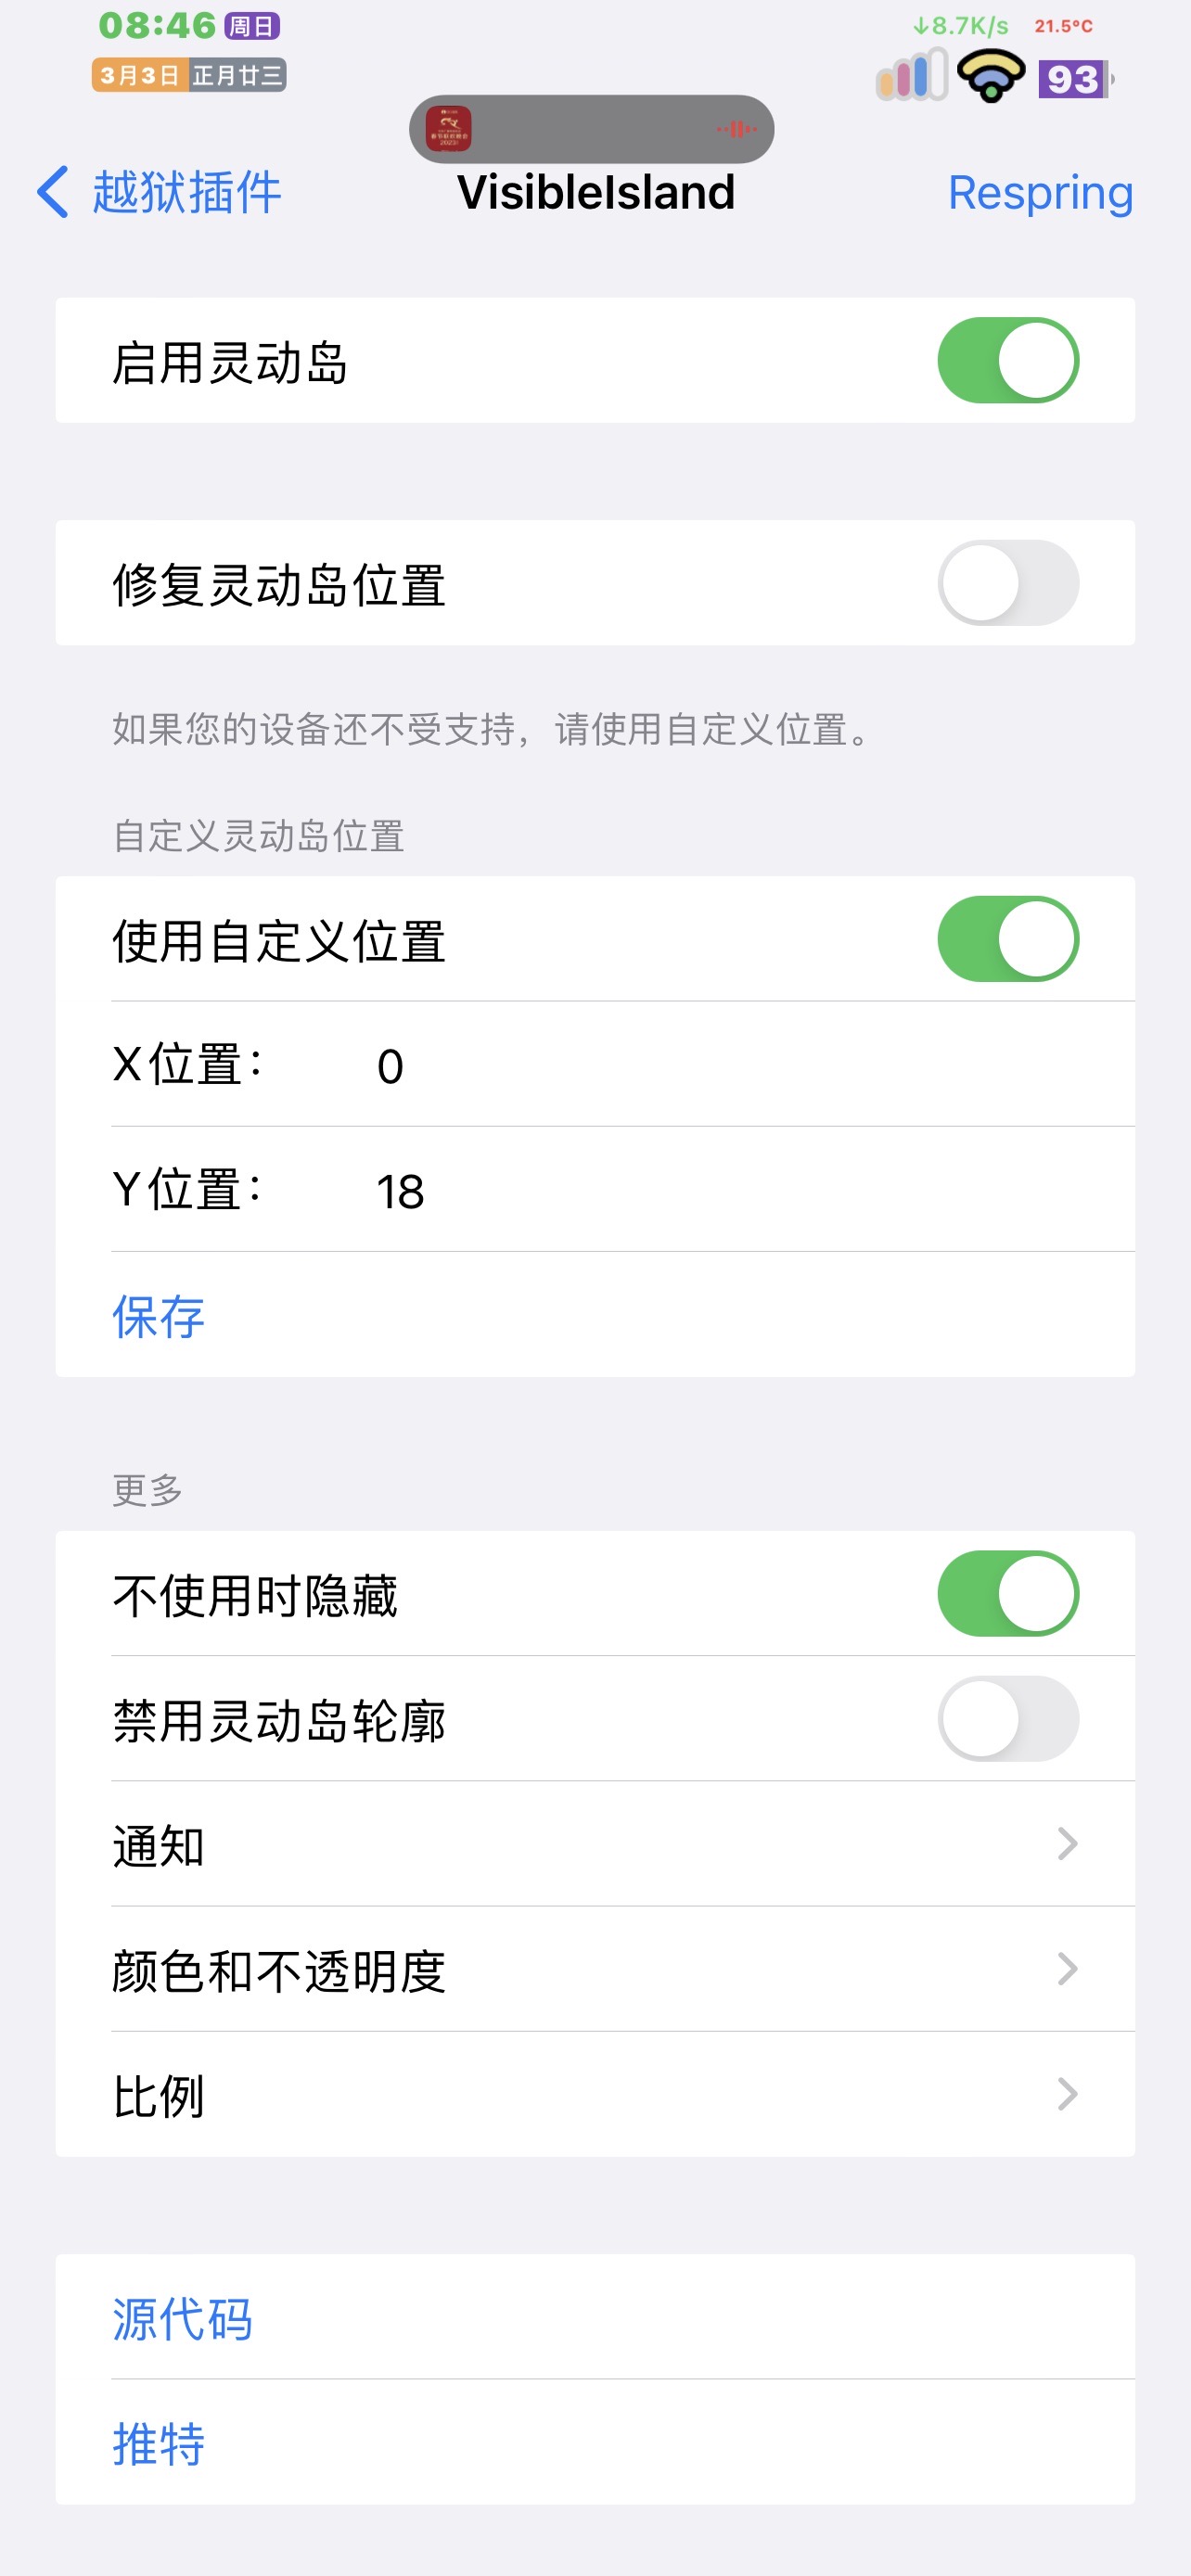 08:46 周日
↓8.7K/s 21.5°C
3月3日 正月廿三
93
越狱插件
VisibleIsland
Respring
启用灵动岛
修复灵动岛位置
如果您的设备还不受支持，请使用自定义位置。
自定义灵动岛位置
使用自定义位置
X位置： 0
Y位置： 18
保存
更多
不使用时隐藏
禁用灵动岛轮廓
通知
颜色和不透明度
比例
源代码
推特